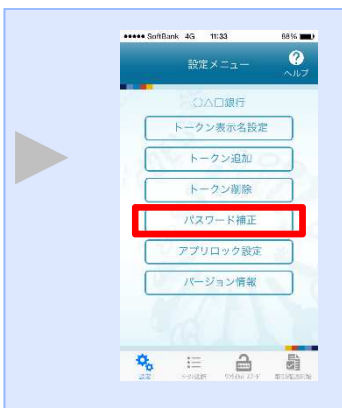 ●●●●● SoftBank 4G 11:33 88%
設定メニュー
?
ヘルプ
○△□銀行
トークン表示名設定
トークン追加
トークン削除
パスワード補正
アプリロック設定
バージョン情報
設定